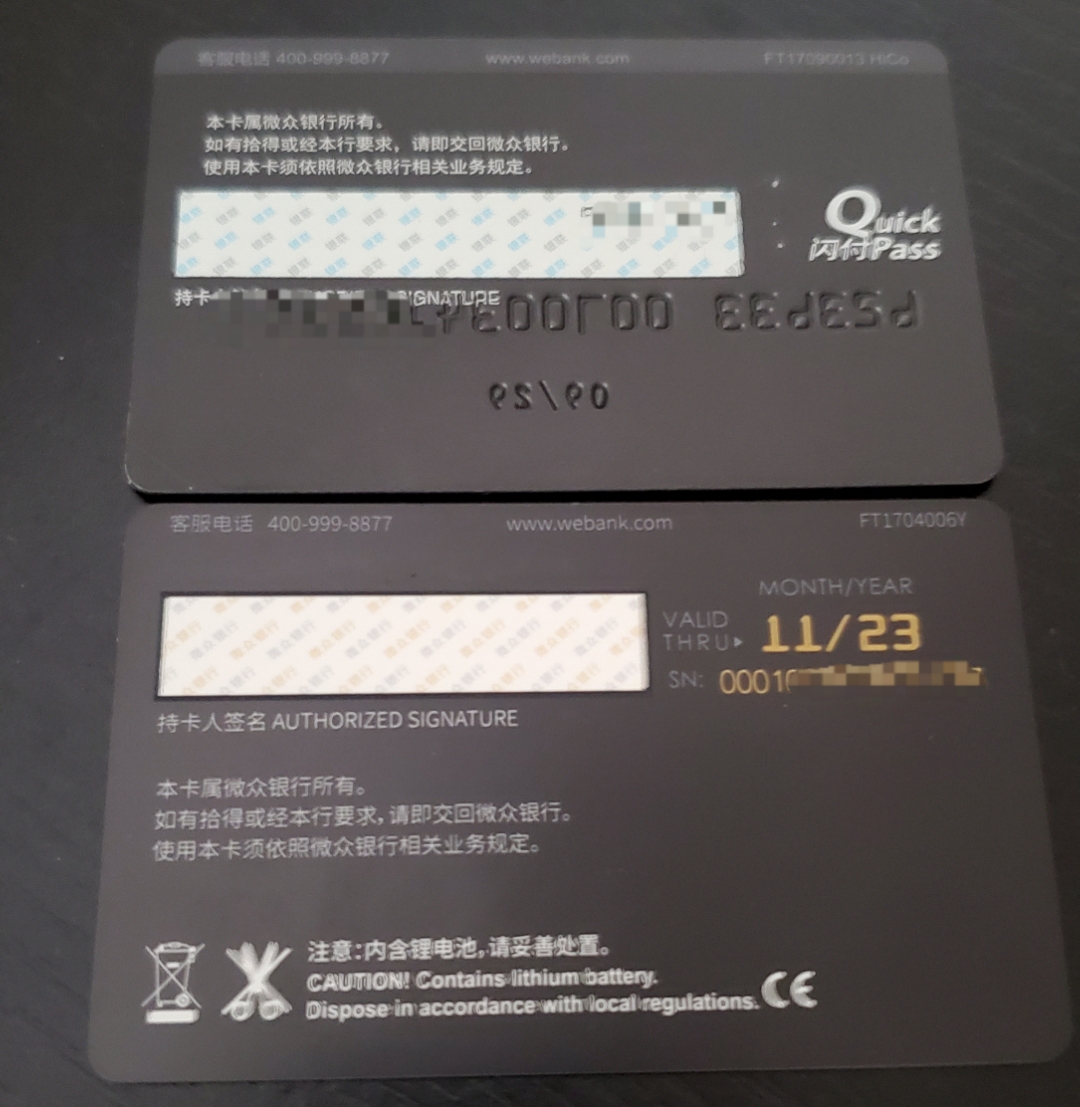 客服电话 400-999-8877 www.webank.com FT17090013 HiCo
本卡属微众银行所有。
如有拾得或经本行要求，请即交回微众银行。
使用本卡须依照微众银行相关业务规定。
Quick
闪付Pass
持卡 SIGNATURE
09/29
客服电话 400-999-8877 www.webank.com FT1704006Y
MONTH/YEAR
VALID
THRU 11/23
SN: 0001
持卡人签名 AUTHORIZED SIGNATURE
本卡属微众银行所有。
如有拾得或经本行要求,请即交回微众银行。
使用本卡须依照微众银行相关业务规定。
注意:内含锂电池,请妥善处置。
CAUTION! Contains lithium battery.
Dispose in accordance with local regulations. CE